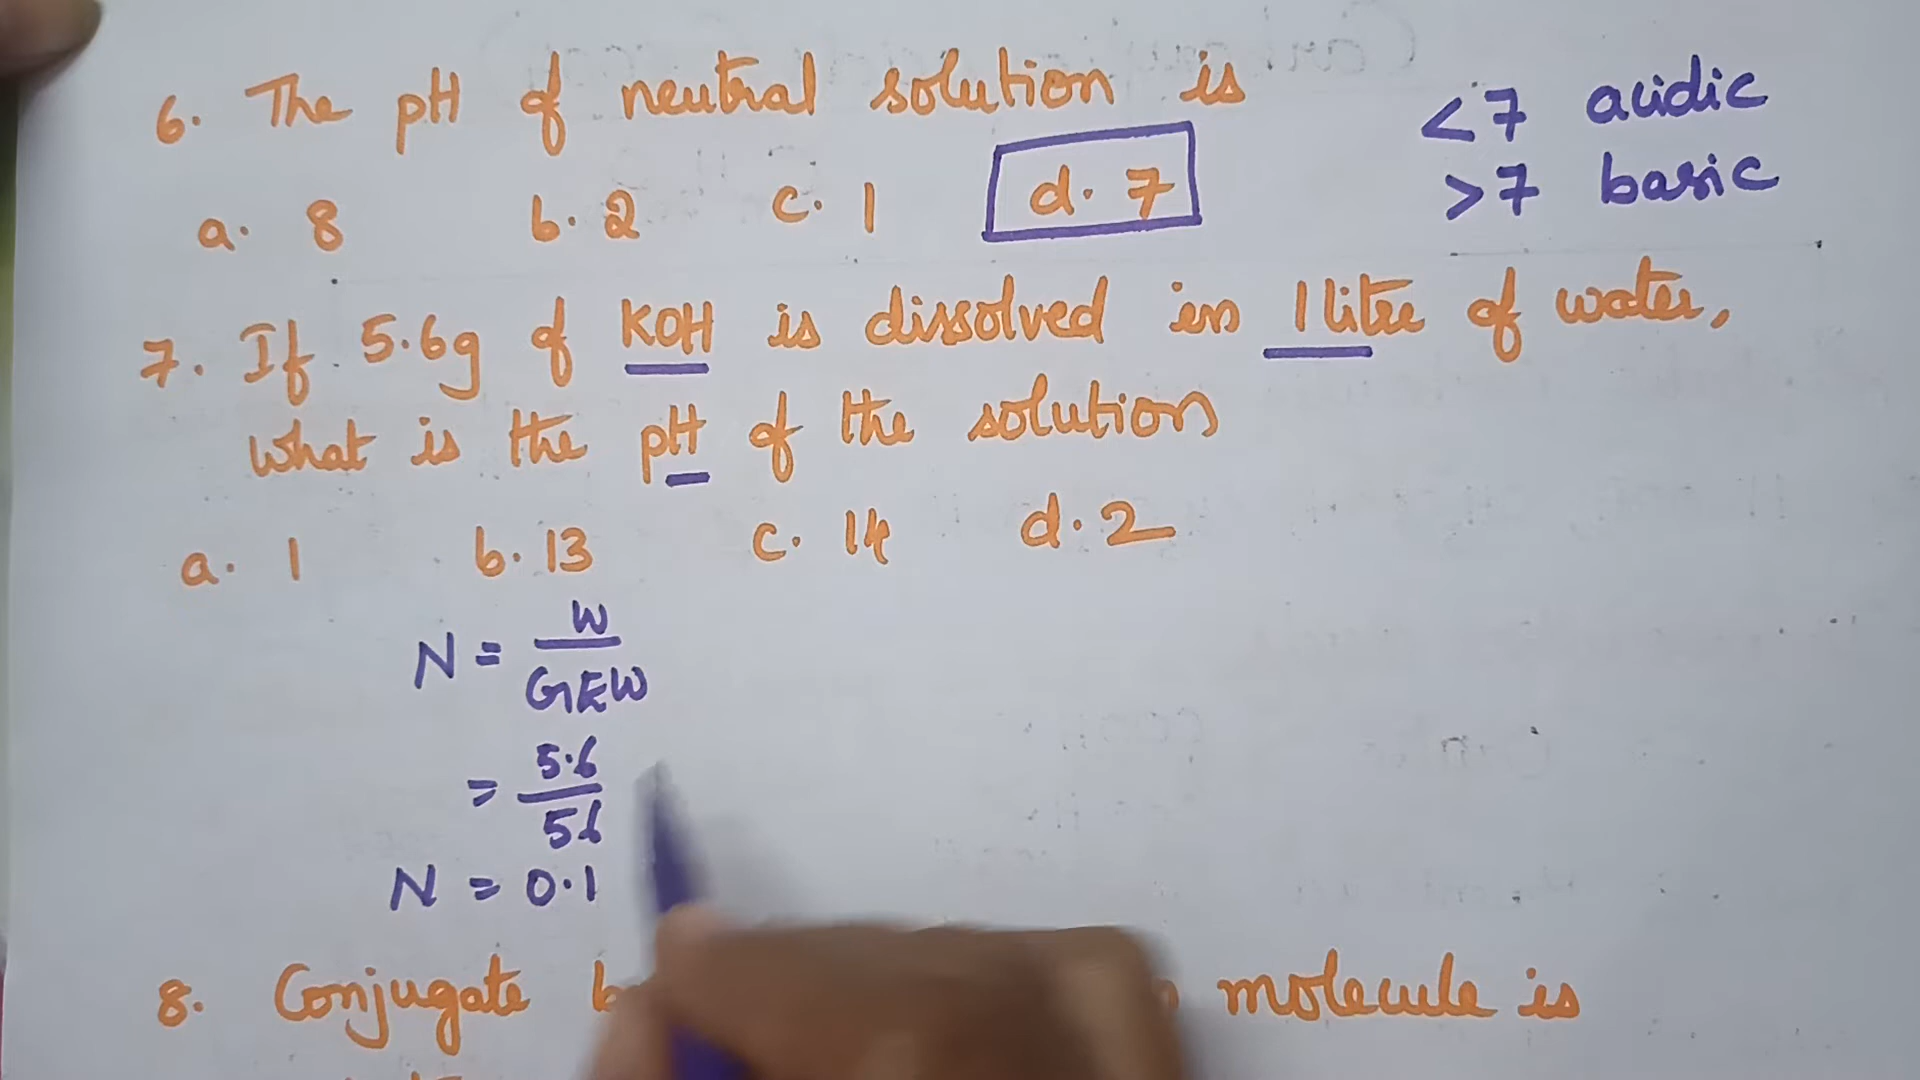 6. The pH of neutral solution is
<7 acidic
>7 basic
a. 8 b. 2 c. 1 d. 7
7. If 5.6g of KOH is dissolved in 1 litre of water,
what is the pH of the solution
a. 1 b. 13 c. 14 d. 2
N = W
GEW
= 5.6
56
N = 0.1
8. Conjugate molecule is